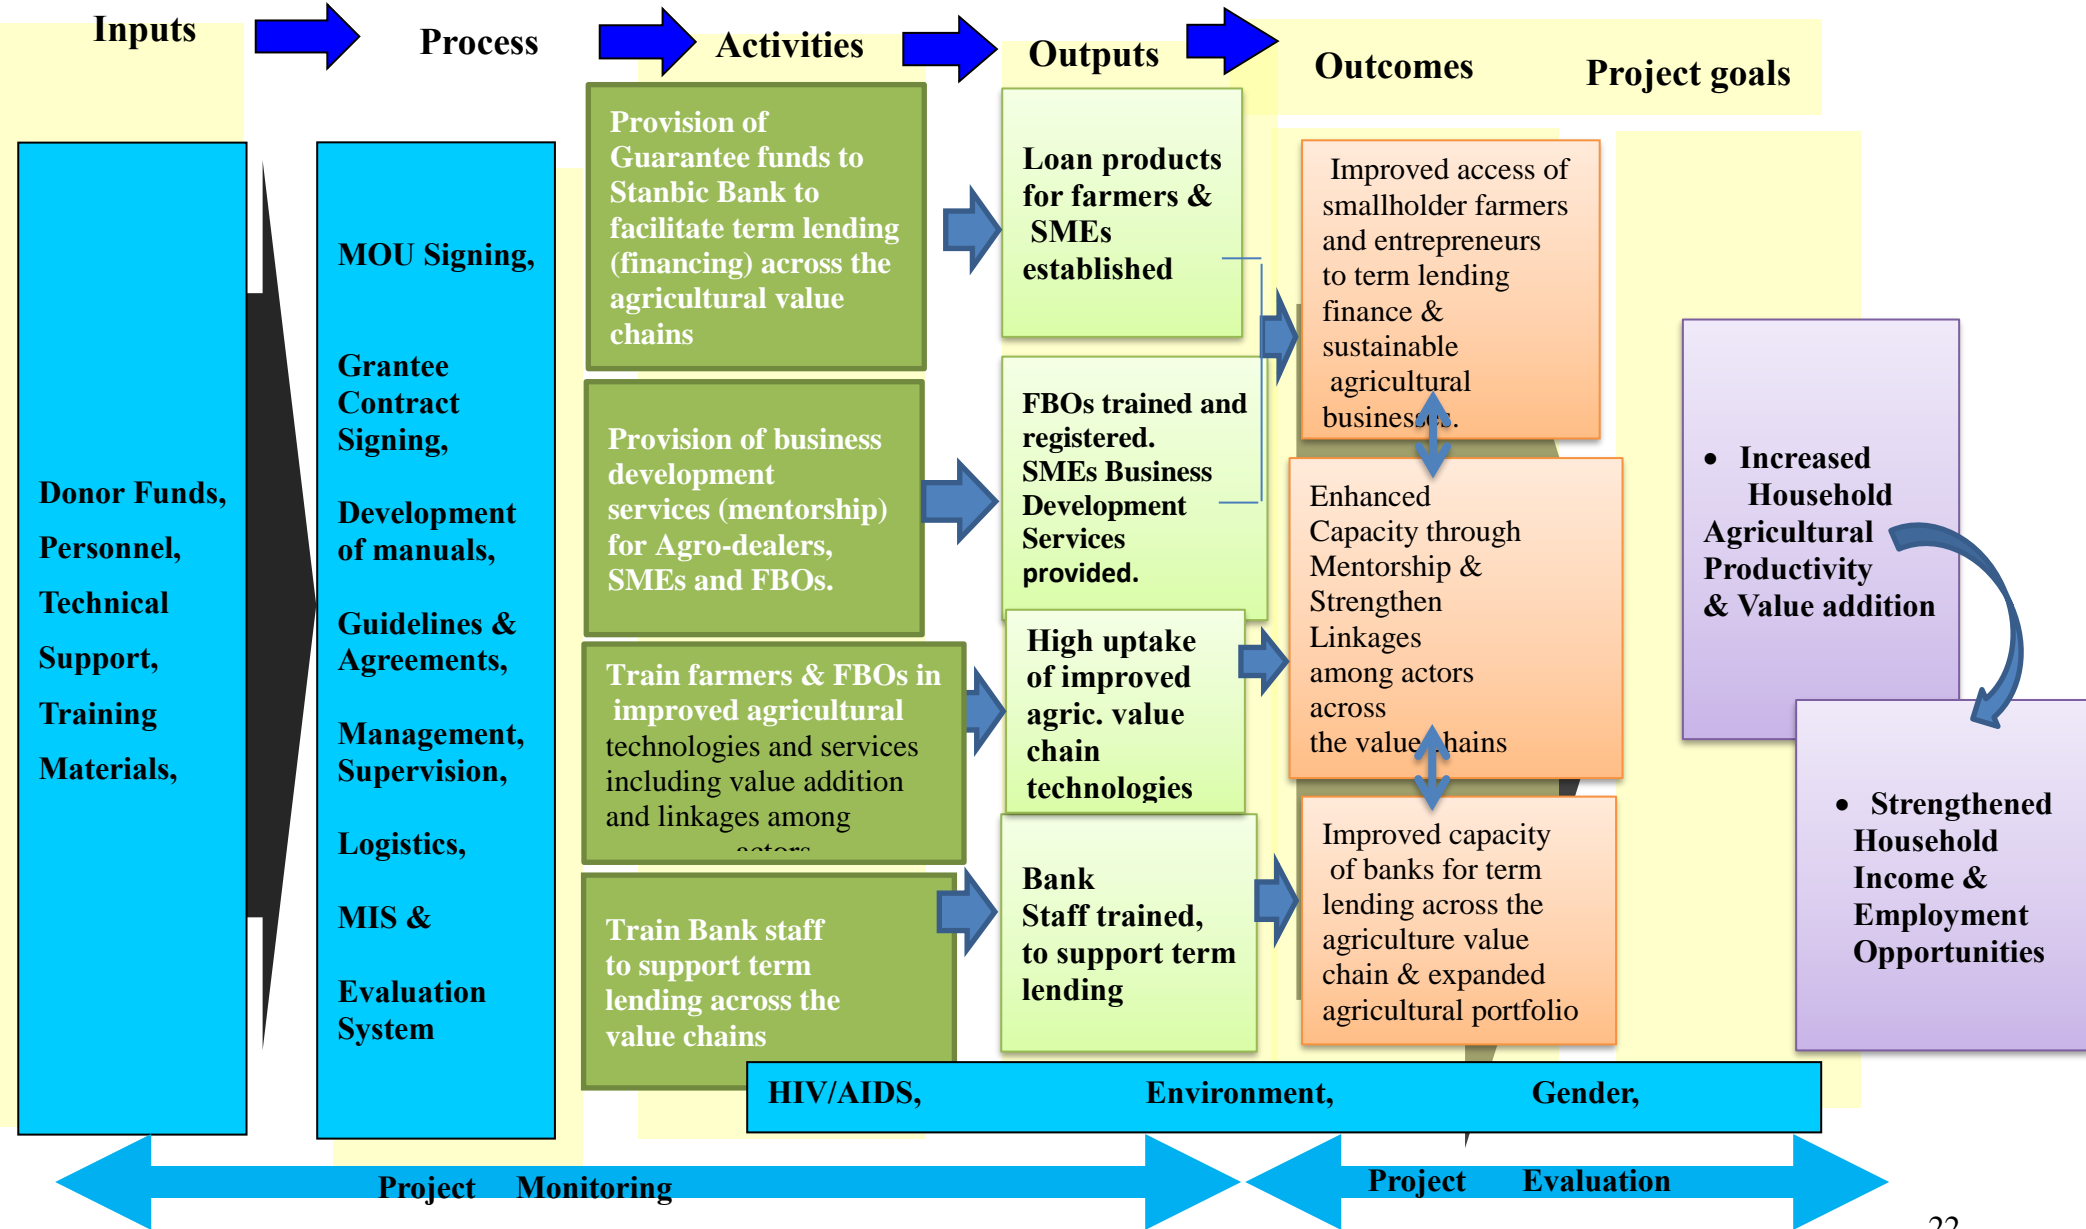 Inputs
Process
Activities
Outputs
Outcomes
Project goals
Donor Funds,
Personnel,
Technical
Support,
Training
Materials,
MOU Signing,
Grantee
Contract
Signing,
Development
of manuals,
Guidelines &
Agreements,
Management,
Supervision,
Logistics,
MIS &
Evaluation
System
Provision of
Guarantee funds to
Stanbic Bank to
facilitate term lending
(financing) across the
agricultural value
chains
Provision of business
development
services (mentorship)
for Agro-dealers,
SMEs and FBOs.
Train farmers & FBOs in
improved agricultural
technologies and services
including value addition
and linkages among
actors
Train Bank staff
to support term
lending across the
value chains
Loan products
for farmers &
SMEs
established
FBOs trained and
registered.
SMEs Business
Development
Services
provided.
High uptake
of improved
agric. value
chain
technologies
Bank
Staff trained,
to support term
lending
Improved access of
smallholder farmers
and entrepreneurs
to term lending
finance &
sustainable
agricultural
businesses.
Enhanced
Capacity through
Mentorship &
Strengthen
Linkages
among actors
across
the value chains
Improved capacity
of banks for term
lending across the
agriculture value
chain & expanded
agricultural portfolio
• Increased
Household
Agricultural
Productivity
& Value addition
• Strengthened
Household
Income &
Employment
Opportunities
HIV/AIDS, Environment, Gender,
Project Monitoring
Project Evaluation
22